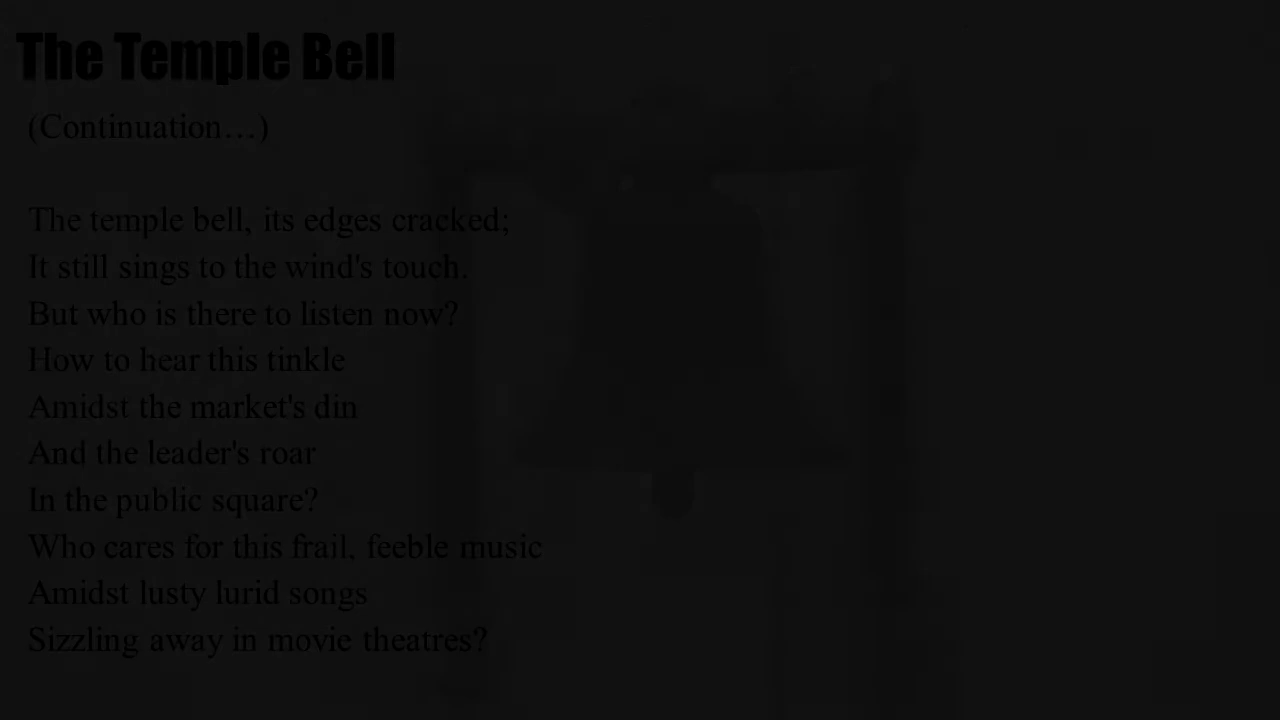 The Temple Bell
(Continuation…)
The temple bell, its edges cracked;
It still sings to the wind's touch.
But who is there to listen now?
How to hear this tinkle
Amidst the market's din
And the leader's roar
In the public square?
Who cares for this frail, feeble music
Amidst lusty lurid songs
Sizzling away in movie theatres?